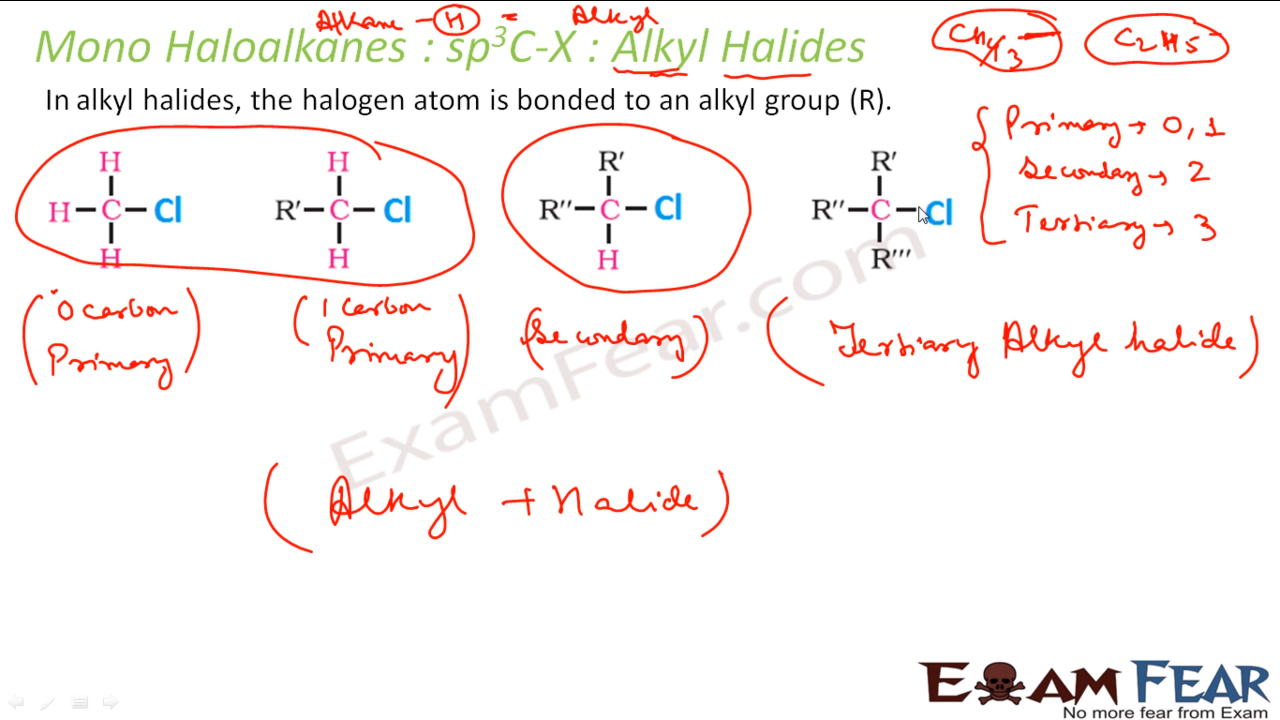 Alkane - H = Alkyl
Mono Haloalkanes : sp³C-X : Alkyl Halides
CH₃- C₂H₅-
In alkyl halides, the halogen atom is bonded to an alkyl group (R).
Primary → 0, 1
Secondary → 2
Tertiary → 3
H H R' R'
H-C-Cl R'-C-Cl R''-C-Cl R''-C-Cl
H H H R'''
0 carbon 1 carbon
Primary Primary (Secondary) (Tertiary Alkyl halide)
(Alkyl + Halide)
ExamFear.com
EXAM FEAR
No more fear from Exam